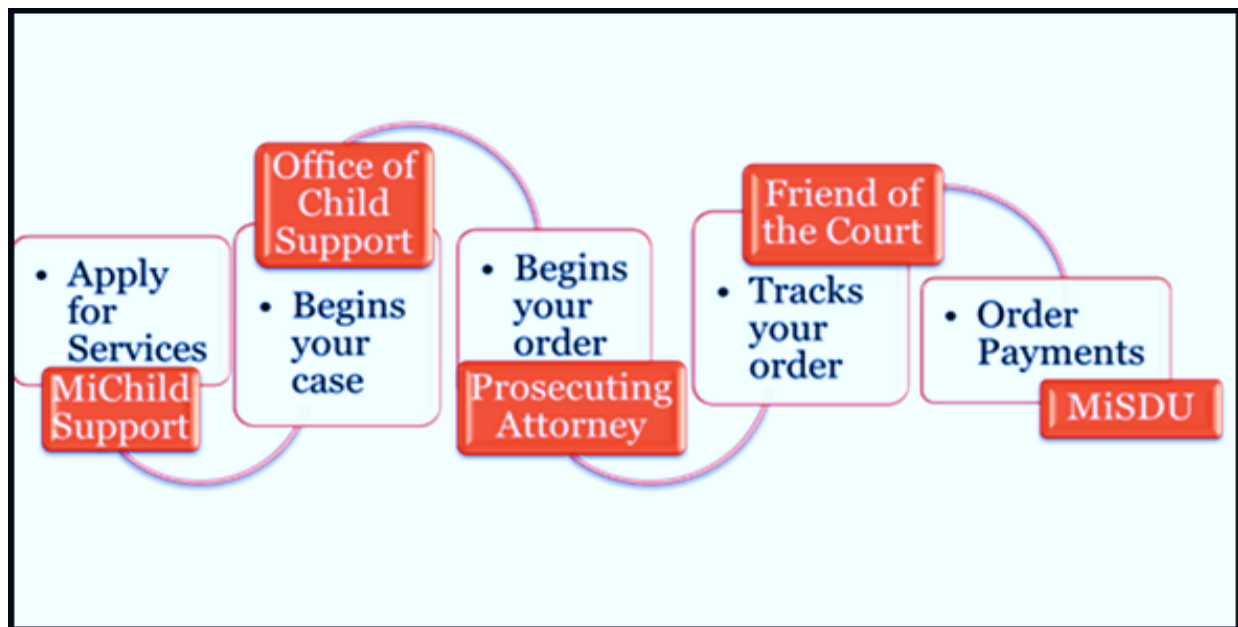 • Apply
for
Services
MiChild
Support
Office of
Child
Support
• Begins
your
case
• Begins
your
order
Prosecuting
Attorney
Friend of
the Court
• Tracks
your
order
• Order
Payments
MiSDU